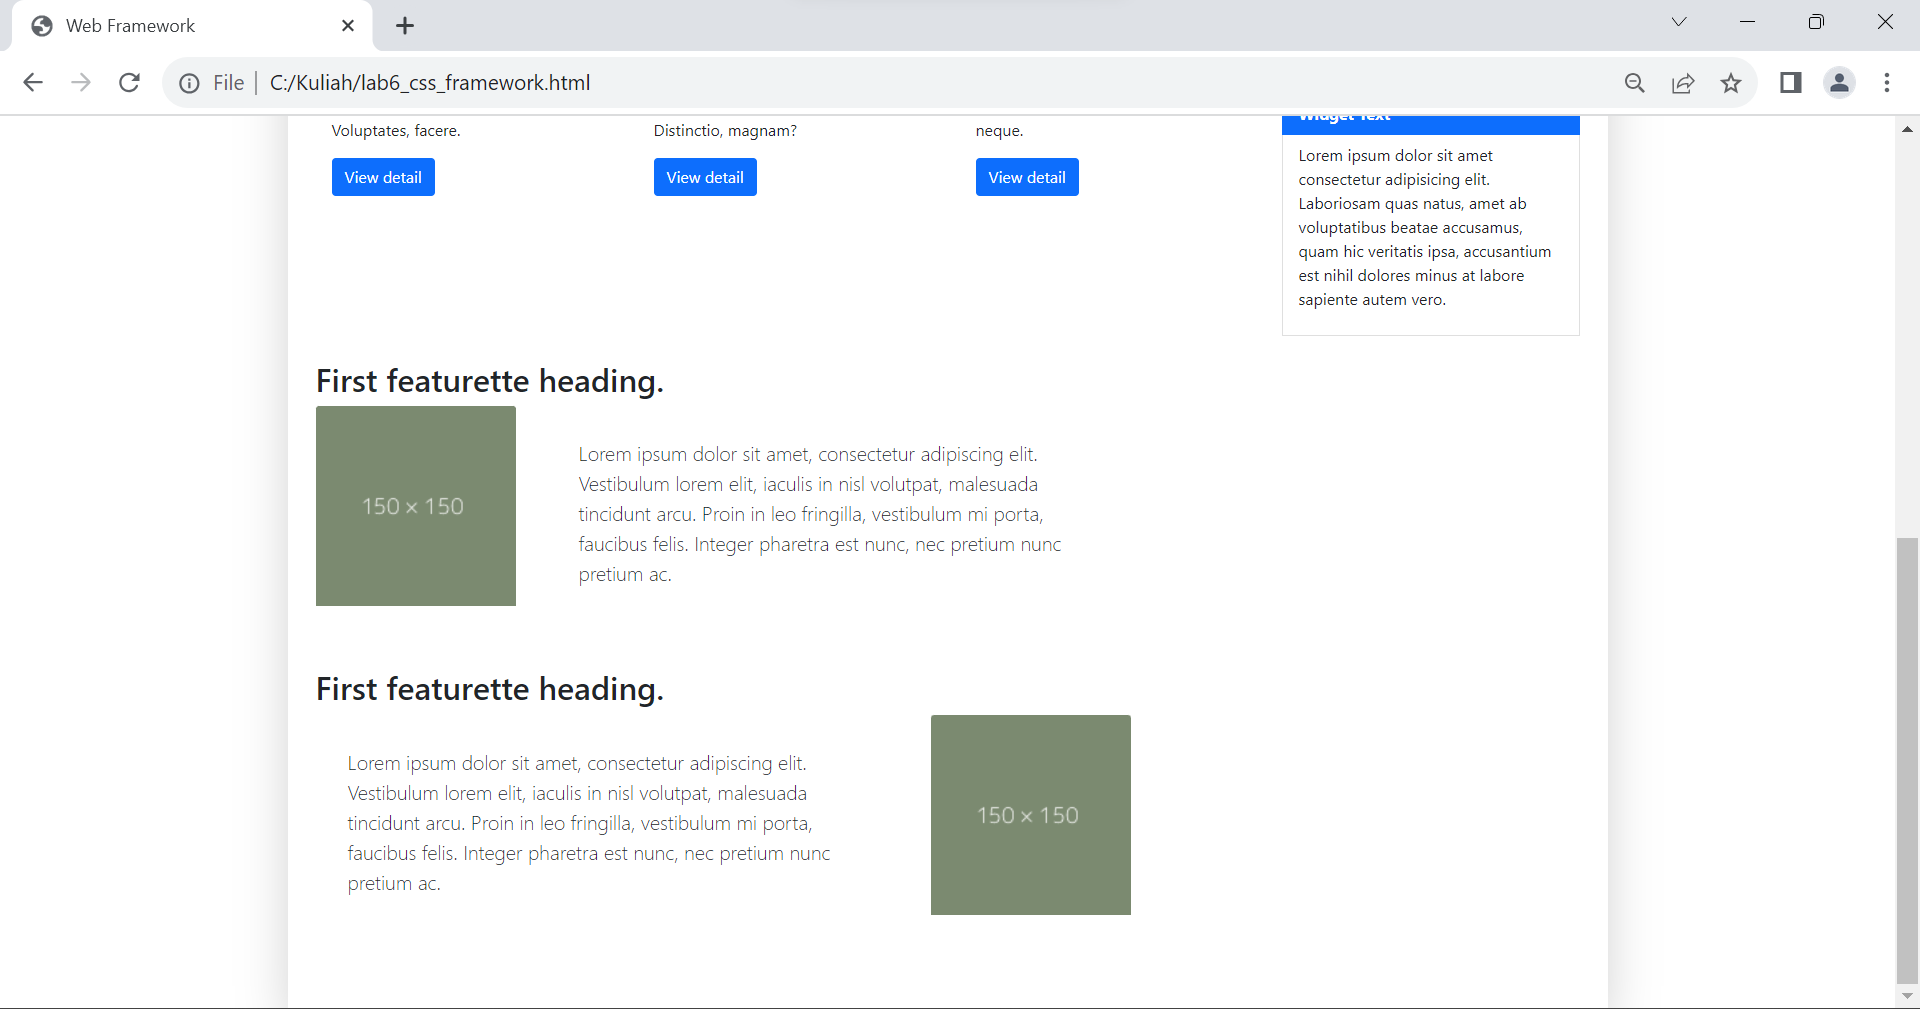 Web Framework
File
C:/Kuliah/lab6_css_framework.html
Voluptates, facere.
Distinctio, magnam?
neque.
View detail
View detail
View detail
Widget Text
Lorem ipsum dolor sit amet
consectetur adipisicing elit.
Laboriosam quas natus, amet ab
voluptatibus beatae accusamus,
quam hic veritatis ipsa, accusantium
est nihil dolores minus at labore
sapiente autem vero.
First featurette heading.
150 × 150
Lorem ipsum dolor sit amet, consectetur adipiscing elit.
Vestibulum lorem elit, iaculis in nisl volutpat, malesuada
tincidunt arcu. Proin in leo fringilla, vestibulum mi porta,
faucibus felis. Integer pharetra est nunc, nec pretium nunc
pretium ac.
First featurette heading.
Lorem ipsum dolor sit amet, consectetur adipiscing elit.
Vestibulum lorem elit, iaculis in nisl volutpat, malesuada
tincidunt arcu. Proin in leo fringilla, vestibulum mi porta,
faucibus felis. Integer pharetra est nunc, nec pretium nunc
pretium ac.
150 × 150